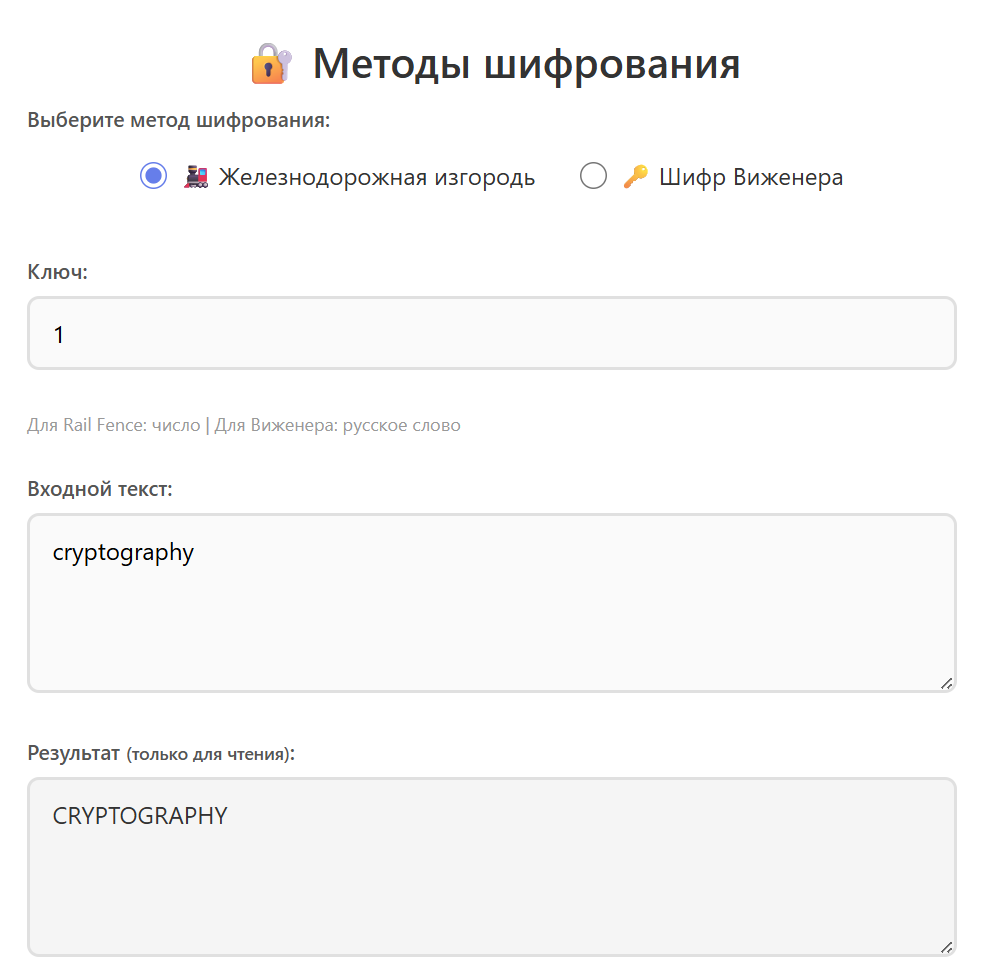 Методы шифрования
Выберите метод шифрования:
Железнодорожная изгородь
Шифр Виженера
Ключ:
1
Для Rail Fence: число | Для Виженера: русское слово
Входной текст:
cryptography
Результат (только для чтения):
CRYPTOGRAPHY